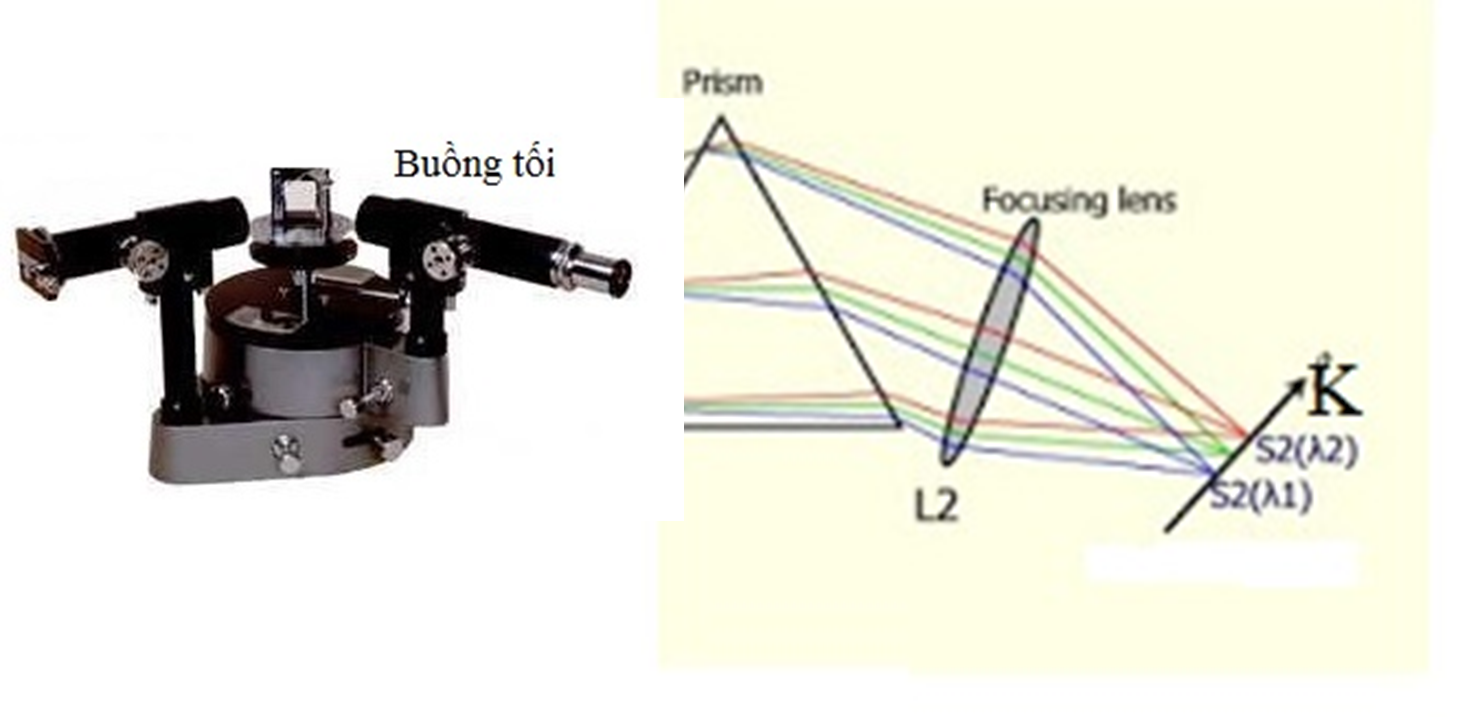 Buồng tối
Prism
Focusing lens
K
S2(λ2)
S2(λ1)
L2